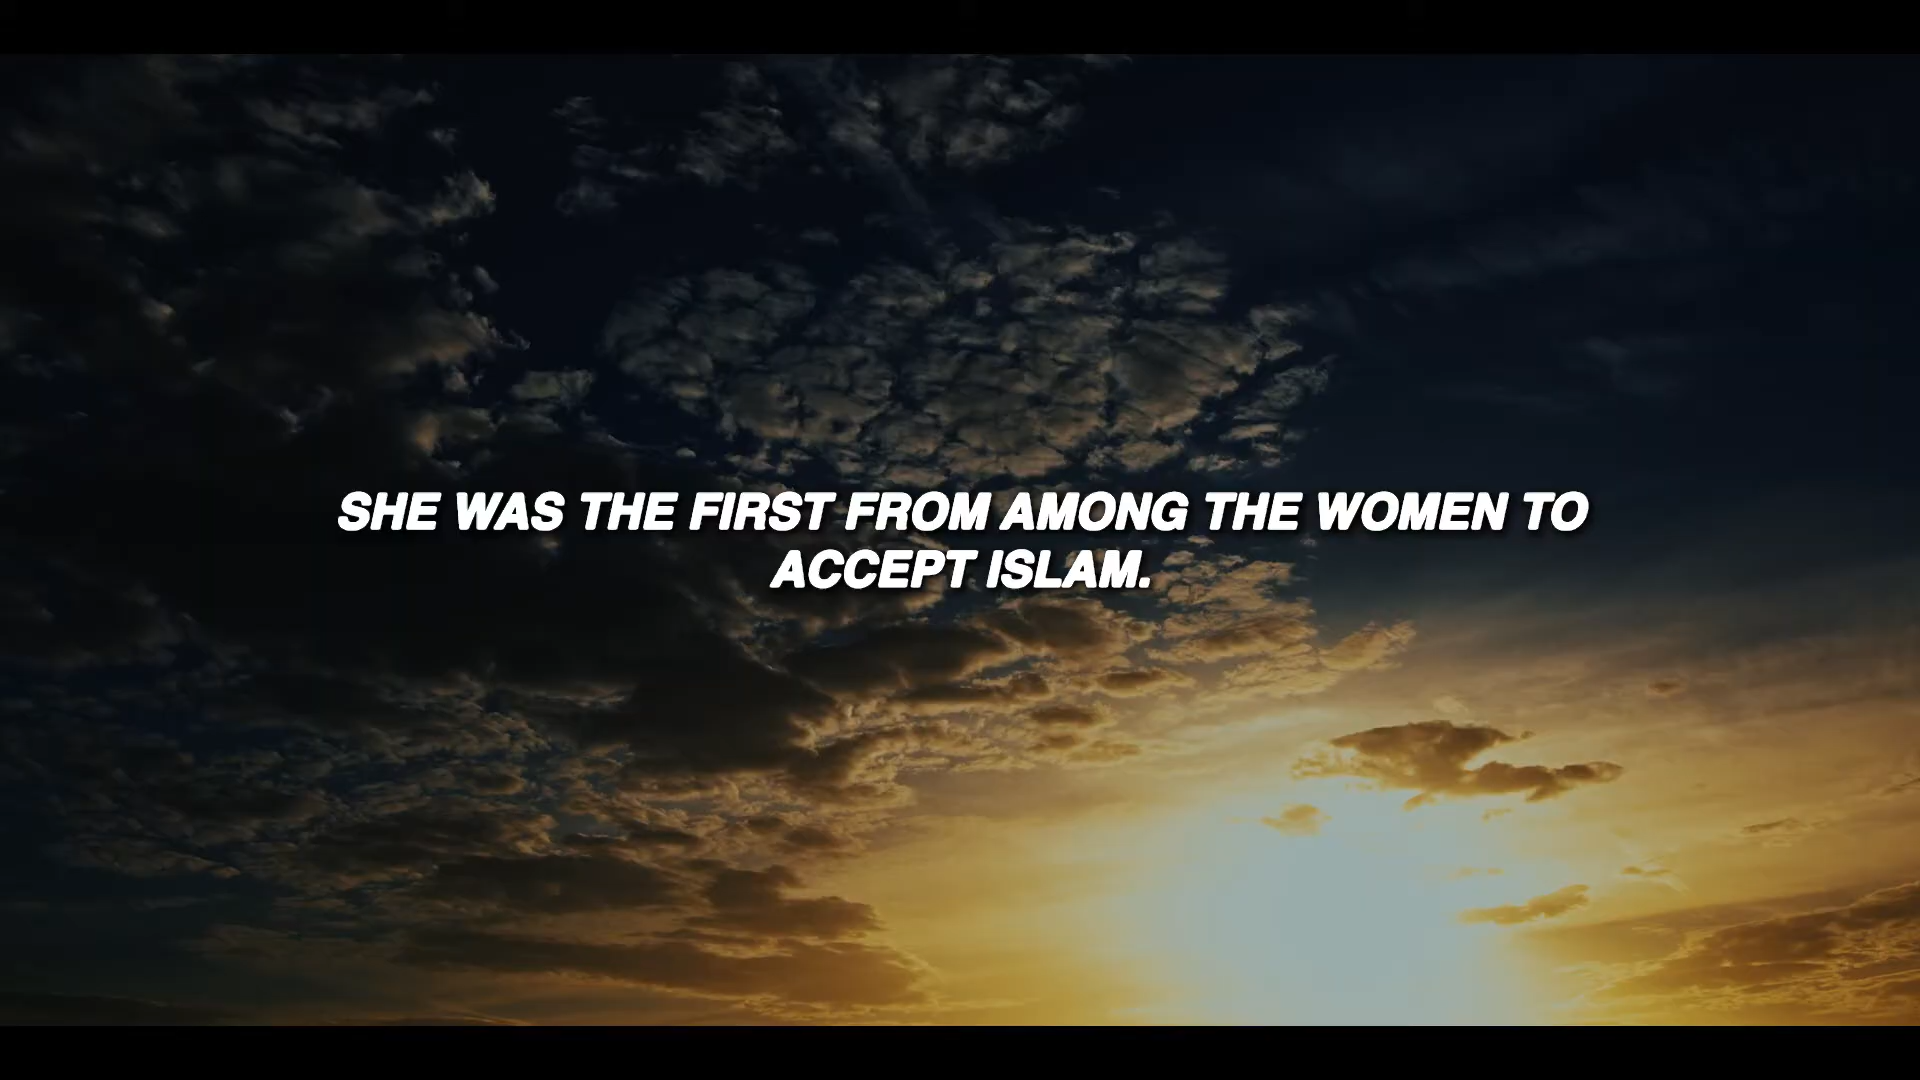 SHE WAS THE FIRST FROM AMONG THE WOMEN TO
ACCEPT ISLAM.